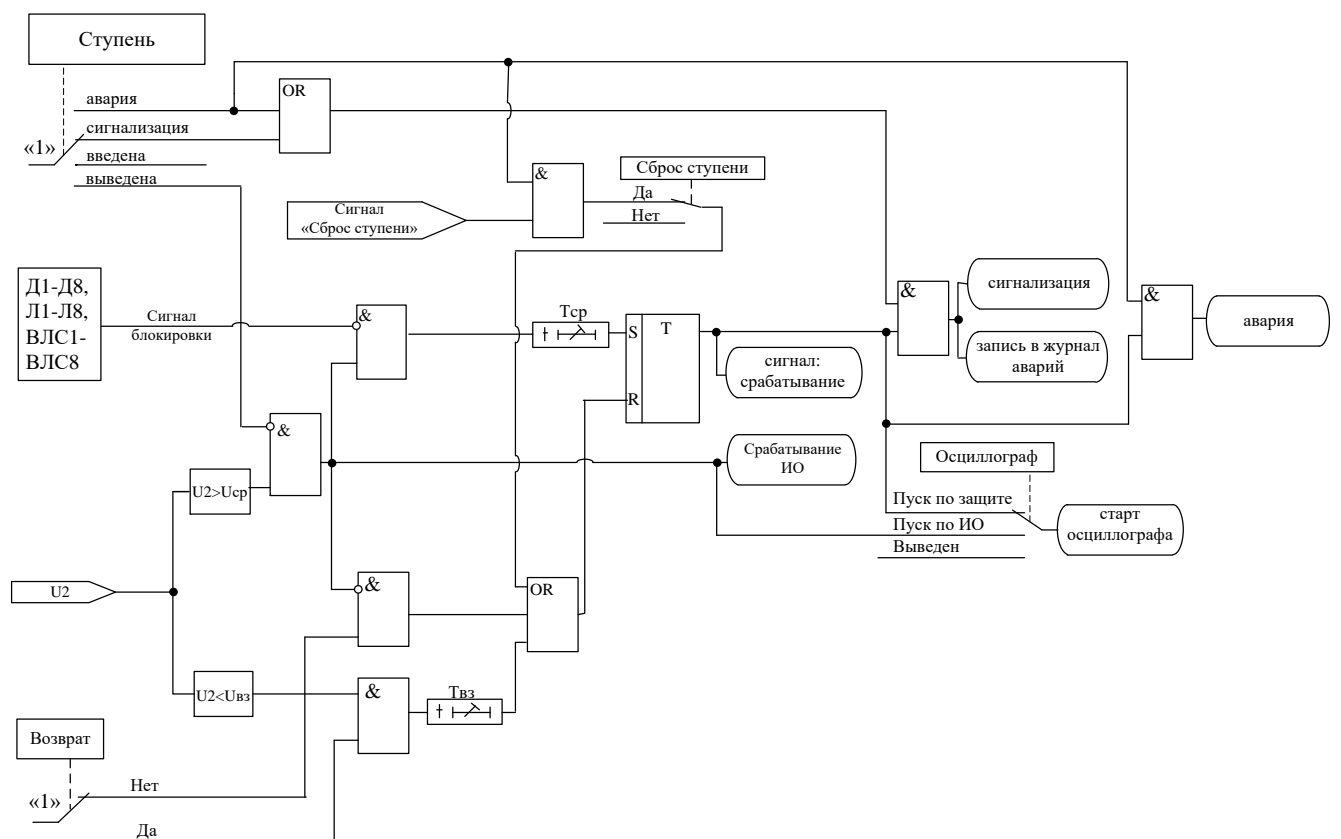 Ступень
авария
OR
сигнализация
«1»
введена
выведена
&
Сброс ступени
Да
Нет
Сигнал
«Сброс ступени»
Д1-Д8,
Л1-Л8,
ВЛС1-
ВЛС8
Сигнал
блокировки
&
Тср
S
T
R
сигнал:
срабатывание
&
сигнализация
запись в журнал
аварий
&
авария
&
U2>Uср
Срабатывание
ИО
Осциллограф
Пуск по защите
Пуск по ИО
Выведен
старт
осциллографа
U2
&
OR
U2<Uвз
&
Твз
Возврат
«1»
Нет
Да